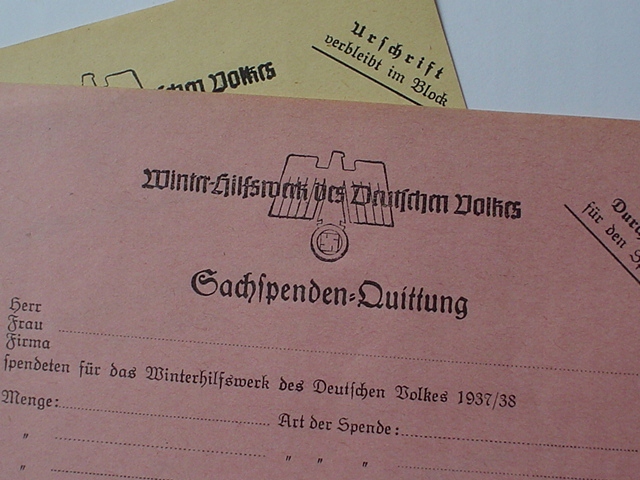 Urschrift
verbleibt im Block
schen Volkes
Winter-Hilfswerk des Deutschen Volkes
für den
Sachspenden-Quittung
Herr
Frau
Firma
spendeten für das Winterhilfswerk des Deutschen Volkes 1937/38
Menge: Art der Spende:
" " " "
"